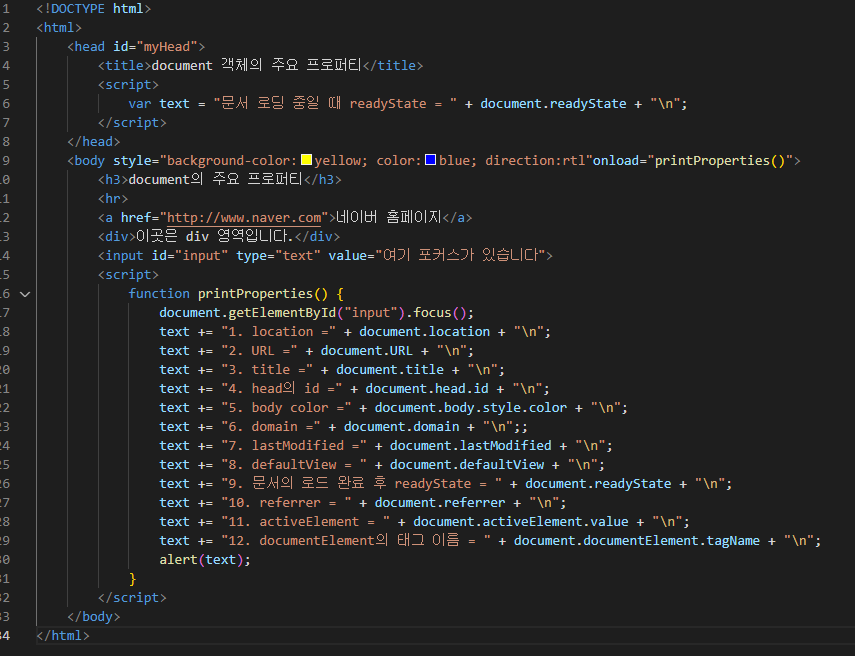 1 <!DOCTYPE html>
2 <html>
3 <head id="myHead">
4 <title>document 객체의 주요 프로퍼티</title>
5 <script>
6 var text = "문서 로딩 중일 때 readyState = " + document.readyState + "\n";
7 </script>
8 </head>
9 <body style="background-color:yellow; color:blue; direction:rtl"onload="printProperties()">
10 <h3>document의 주요 프로퍼티</h3>
11 <hr>
12 <a href="http://www.naver.com">네이버 홈페이지</a>
13 <div>이곳은 div 영역입니다.</div>
14 <input id="input" type="text" value="여기 포커스가 있습니다">
15 <script>
16 function printProperties() {
17 document.getElementById("input").focus();
18 text += "1. location =" + document.location + "\n";
19 text += "2. URL =" + document.URL + "\n";
20 text += "3. title =" + document.title + "\n";
21 text += "4. head의 id =" + document.head.id + "\n";
22 text += "5. body color =" + document.body.style.color + "\n";
23 text += "6. domain =" + document.domain + "\n";;
24 text += "7. lastModified =" + document.lastModified + "\n";
25 text += "8. defaultView = " + document.defaultView + "\n";
26 text += "9. 문서의 로드 완료 후 readyState = " + document.readyState + "\n";
27 text += "10. referrer = " + document.referrer + "\n";
28 text += "11. activeElement = " + document.activeElement.value + "\n";
29 text += "12. documentElement의 태그 이름 = " + document.documentElement.tagName + "\n";
30 alert(text);
31 }
32 </script>
33 </body>
34 </html>